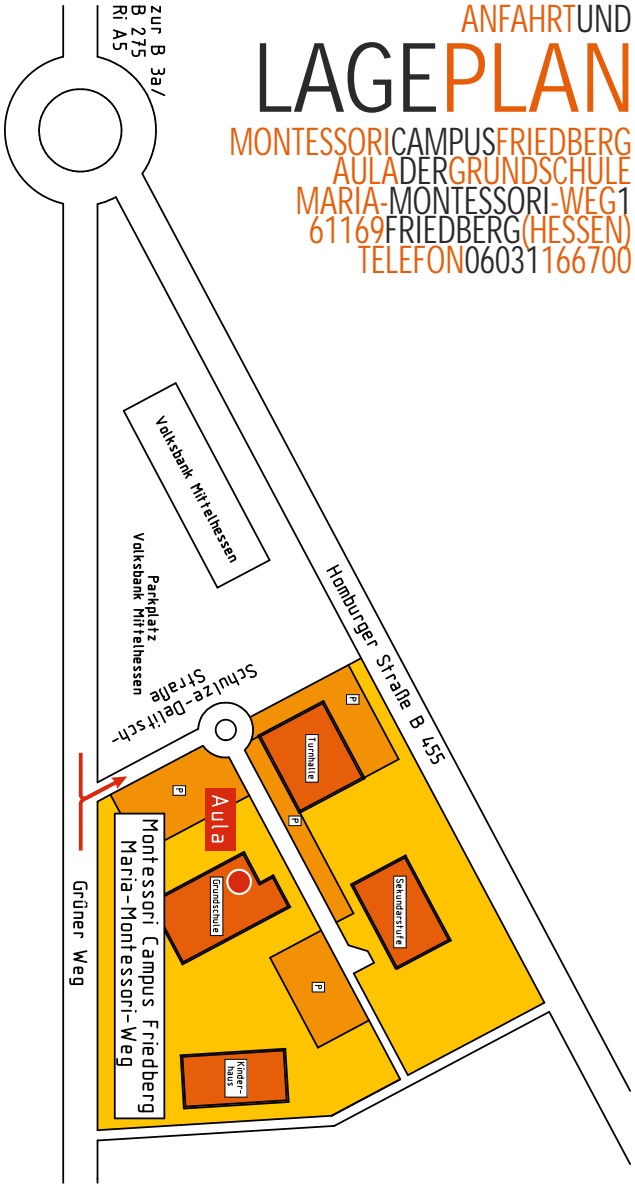 ANFAHRTUND
LAGEPLAN
MONTESSORICAMPUSFRIEDBERG
AULADERGRUNDSCHULE
MARIA-MONTESSORI-WEG1
61169FRIEDBERG(HESSEN)
TELEFON06031166700
zur B 3a/
B 275
Ri A5
Volksbank Mittelhessen
Parkplatz
Volksbank Mittelhessen
Homburger Straße B 455
Schulze-Delitsch-
Straße
P
Turnhalle
P
P
Aula
Sekundarstufe
Grundschule
P
Kinder-
haus
Montessori Campus Friedberg
Maria-Montessori-Weg
Grüner Weg